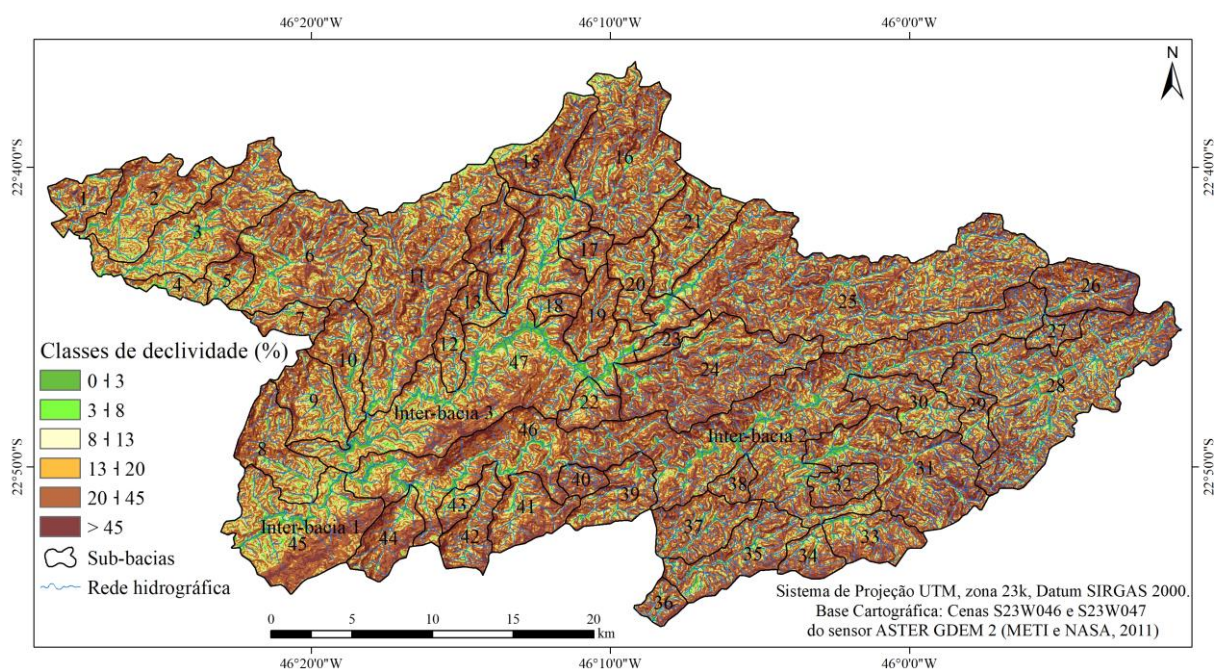 46°20'0"W 46°10'0"W 46°0'0"W
N
22°40'0"S 22°40'0"S
1 2 3 4 5 6 7 8 9 10 11 12 13 14 15 16 17 18 19 20 21 22 23 24 25 26 27 28 29 30 31 32 33 34 35 36 37 38 39 40 41 42 43 44 45 46 47
Inter-bacia 3
Inter-bacia 2
Inter-bacia 1
22°50'0"S 22°50'0"S
Classes de declividade (%)
0 ˧ 3
3 ˧ 8
8 ˧ 13
13 ˧ 20
20 ˧ 45
> 45
Sub-bacias
Rede hidrográfica
Sistema de Projeção UTM, zona 23k, Datum SIRGAS 2000.
Base Cartográfica: Cenas S23W046 e S23W047
do sensor ASTER GDEM 2 (METI e NASA, 2011)
0 5 10 15 20
km
46°20'0"W 46°10'0"W 46°0'0"W